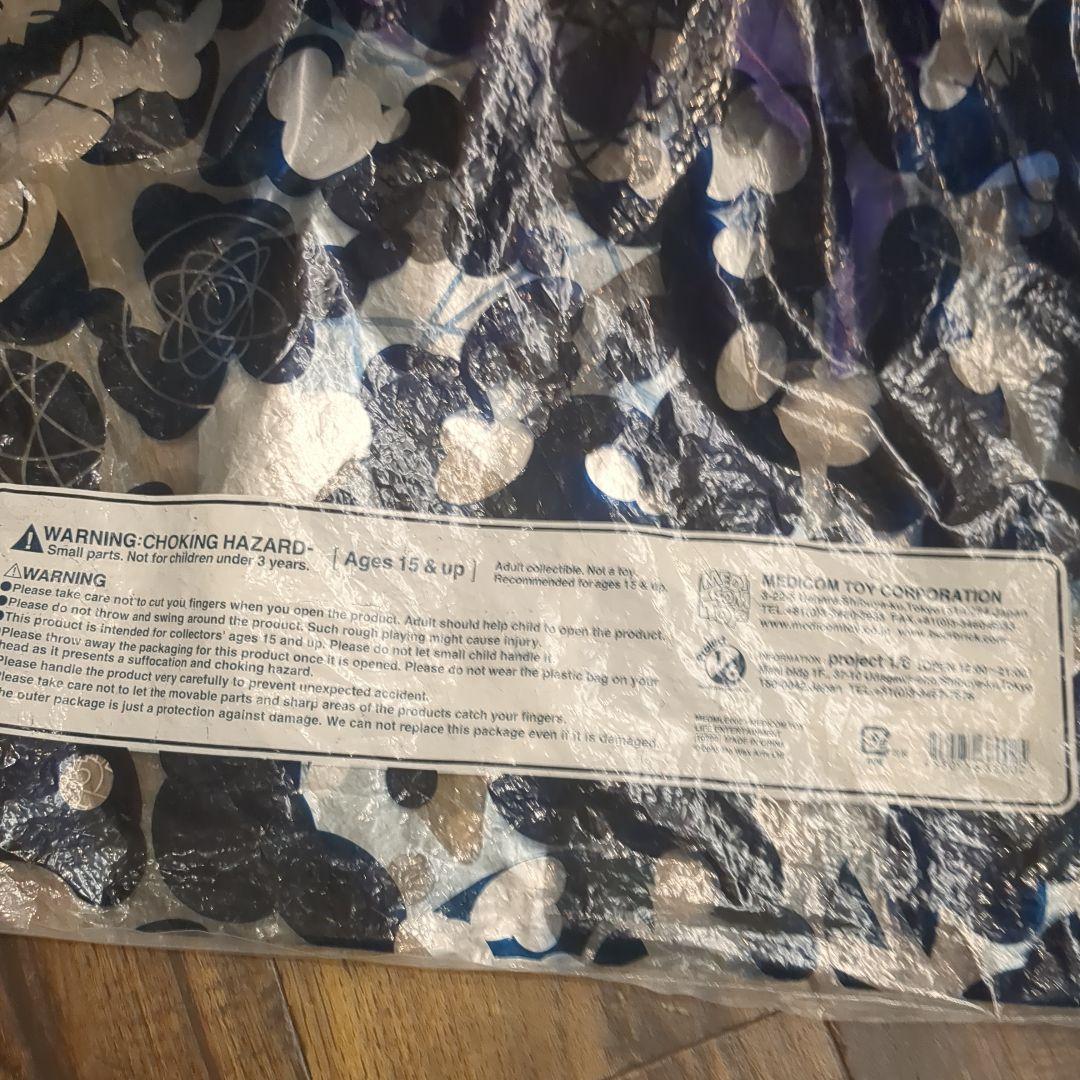 WARNING:CHOKING HAZARD-
Small parts. Not for children under 3 years.
Ages 15 & up
Adult collectible. Not a toy.
Recommended for ages 15 & up.
WARNING
●Please take care not to cut you fingers when you open the product. Adult should help child to open the product.
●Please do not throw and swing around the product. Such rough playing might cause injury.
●This product is intended for collectors' ages 15 and up. Please do not let small child handle it.
Please throw away the packaging for this product once it is opened. Please do not wear the plastic bag on your
head as it presents a suffocation and choking hazard.
Please handle the product very carefully to prevent unexpected accident.
Please take care not to let the movable parts and sharp areas of the products catch your fingers.
he outer package is just a protection against damage. We can not replace this package even if it is damaged.
MEDICOM TOY CORPORATION
INFORMATION: project 1/6
LIFE ENTERTAINMENT
MADE IN CHINA